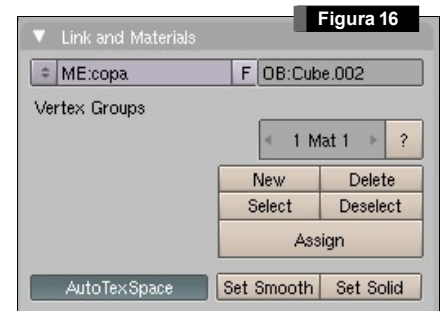 Figura 16
Link and Materials
ME:copa F OB:Cube.002
Vertex Groups
1 Mat 1 ?
New Delete
Select Deselect
Assign
AutoTexSpace Set Smooth Set Solid